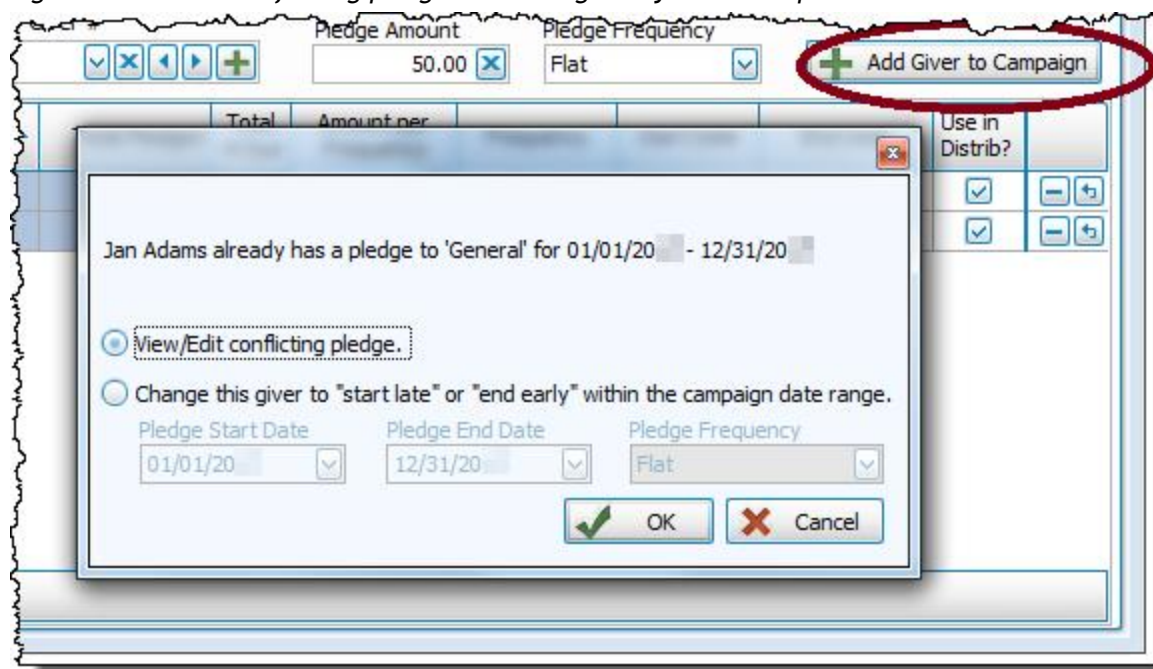 Pledge Amount Pledge Frequency
50.00 Flat Add Giver to Campaign
Total Amount per Use in
Distrib?
Jan Adams already has a pledge to 'General' for 01/01/20 - 12/31/20
View/Edit conflicting pledge.
Change this giver to "start late" or "end early" within the campaign date range.
Pledge Start Date Pledge End Date Pledge Frequency
01/01/20 12/31/20 Flat
OK Cancel